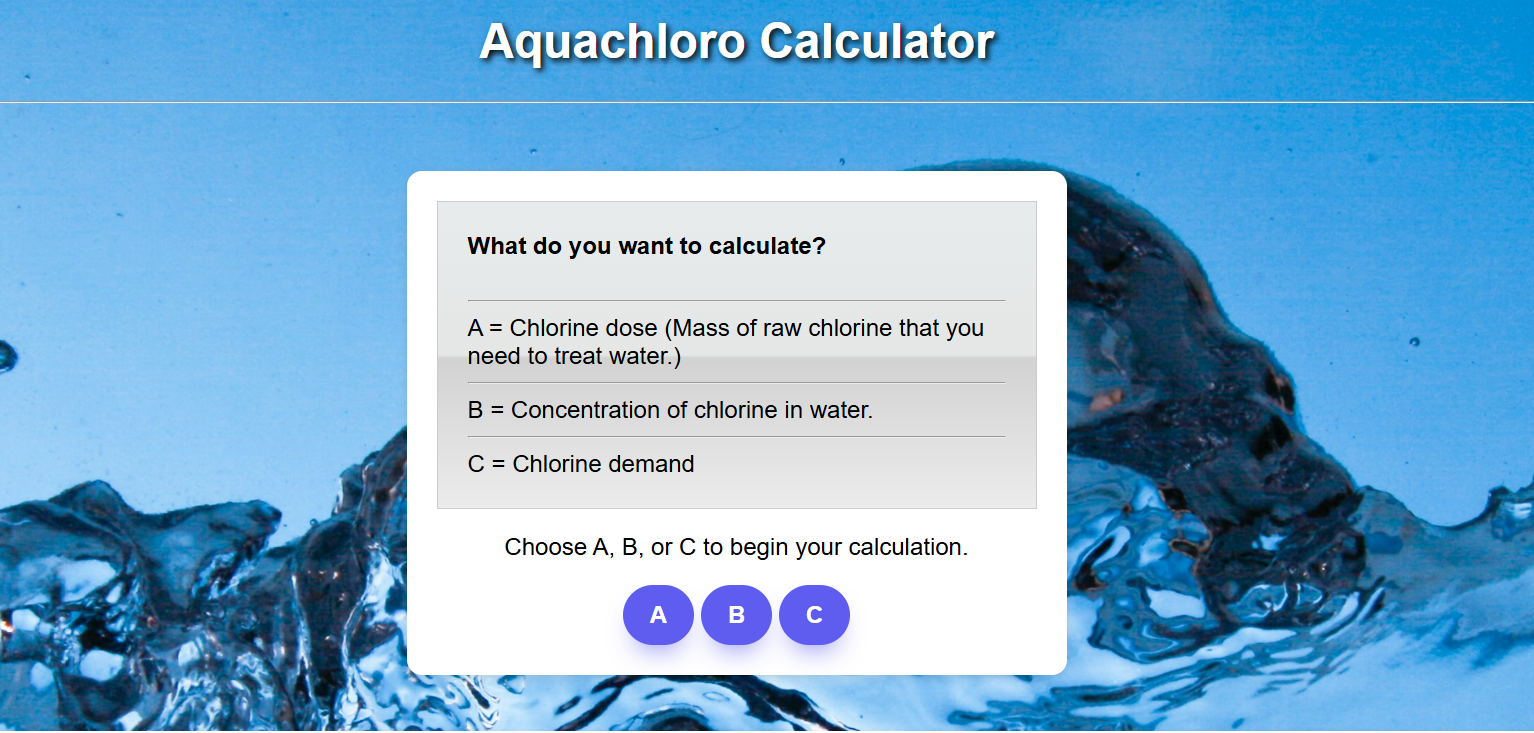 Aquachloro Calculator
What do you want to calculate?
A = Chlorine dose (Mass of raw chlorine that you
need to treat water.)
B = Concentration of chlorine in water.
C = Chlorine demand
Choose A, B, or C to begin your calculation.
A B C